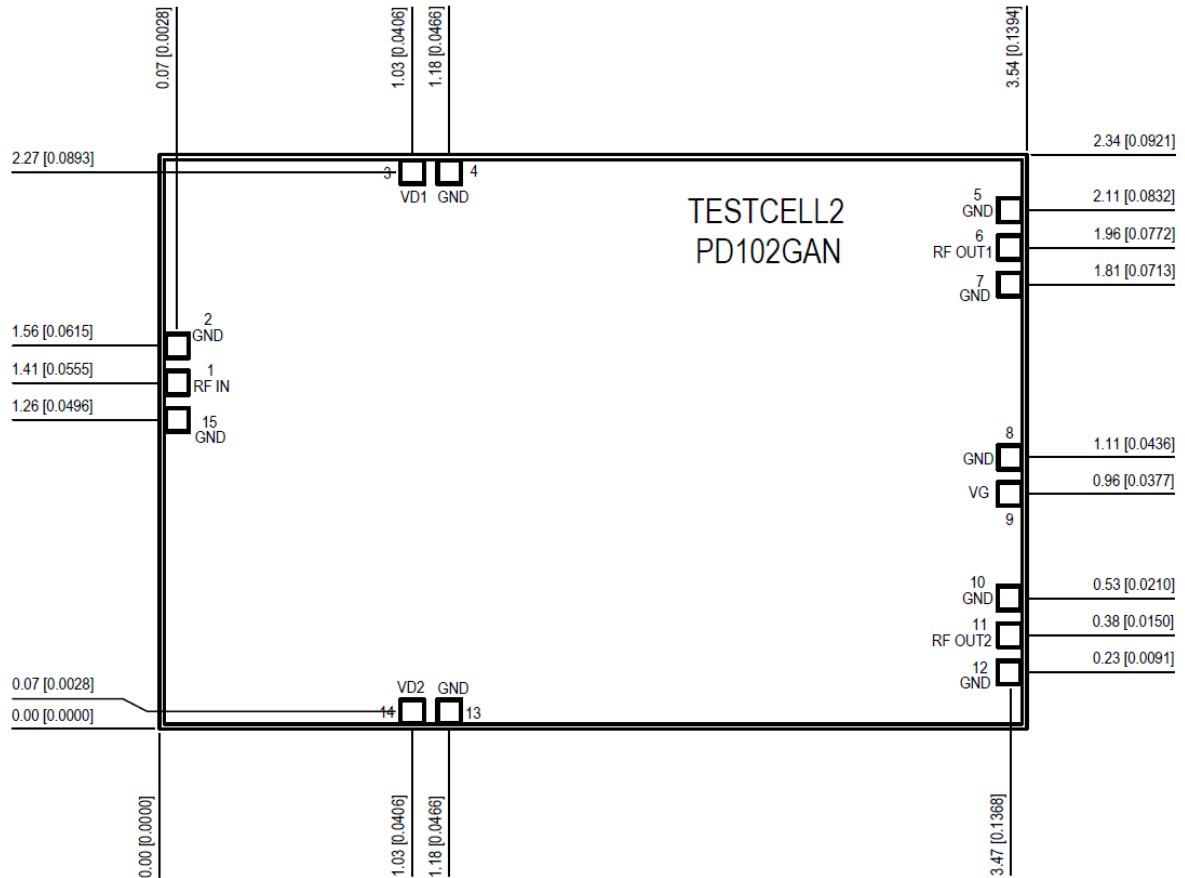 0.07 [0.0028]
1.03 [0.0406]
1.18 [0.0466]
3.54 [0.1394]
2.34 [0.0921]
2.27 [0.0893]
3
4
VD1
GND
TESTCELL2
PD102GAN
5
GND
2.11 [0.0832]
6
RF OUT1
1.96 [0.0772]
7
GND
1.81 [0.0713]
1.56 [0.0615]
2
GND
1.41 [0.0555]
1
RF IN
1.26 [0.0496]
15
GND
8
GND
1.11 [0.0436]
VG
9
0.96 [0.0377]
10
GND
0.53 [0.0210]
11
RF OUT2
0.38 [0.0150]
12
GND
0.23 [0.0091]
0.07 [0.0028]
VD2
GND
14
13
0.00 [0.0000]
0.00 [0.0000]
1.03 [0.0406]
1.18 [0.0466]
3.47 [0.1368]